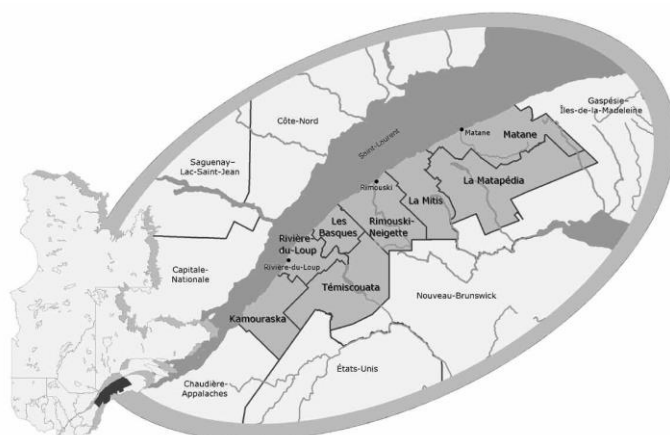 Côte-Nord
Gaspésie–
Îles-de-la-Madeleine
Saguenay–
Lac-Saint-Jean
Saint-Laurent
Matane
Matane
Rimouski
La Matapédia
La Mitis
Les
Basques
Rimouski-
Neigette
Rivière-
du-Loup
Rivière-du-Loup
Capitale-
Nationale
Témiscouata
Nouveau-Brunswick
Kamouraska
États-Unis
Chaudière-
Appalaches